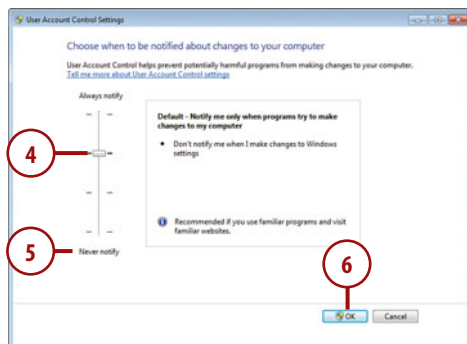 User Account Control Settings
Choose when to be notified about changes to your computer
User Account Control helps prevent potentially harmful programs from making changes to your computer.
Tell me more about User Account Control settings
Always notify
Default - Notify me only when programs try to make
changes to my computer
• Don't notify me when I make changes to Windows
settings
4
Recommended if you use familiar programs and visit
familiar websites.
5
Never notify
6
OK
Cancel